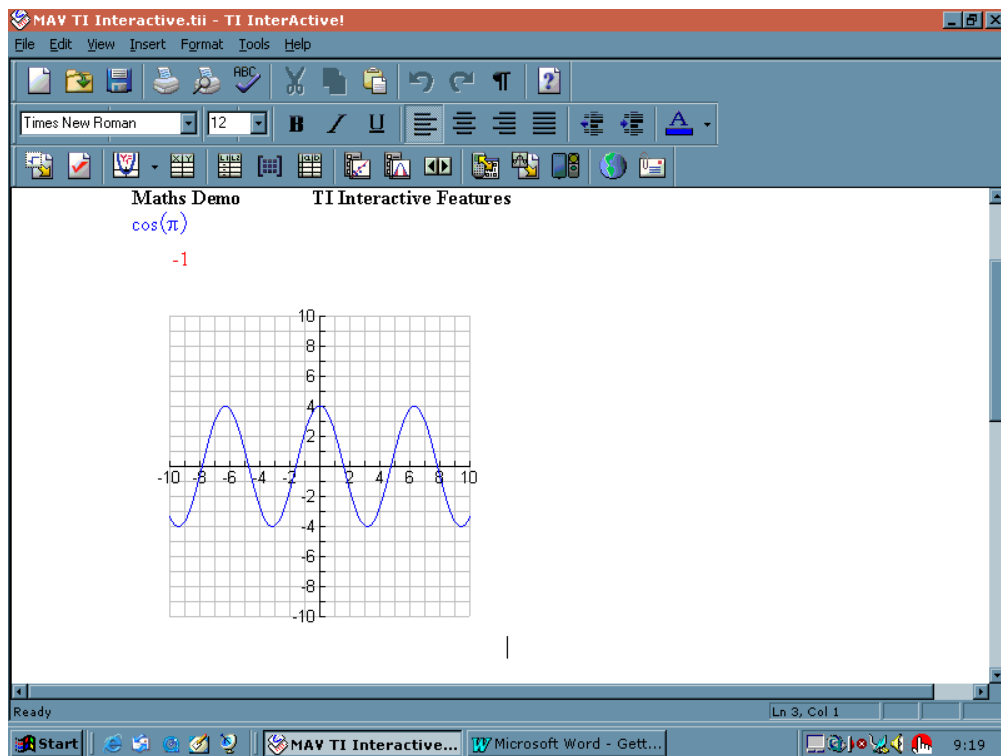 MAV TI Interactive.tii - TI InterActive!
File Edit View Insert Format Tools Help
ABC
Times New Roman 12 B I U A
Maths Demo TI Interactive Features
cos(π)
-1
10
8
6
4
2
-10 -8 -6 -4 -2 2 4 6 8 10
-2
-4
-6
-8
-10
Ready Ln 3, Col 1
Start MAV TI Interactive... Microsoft Word - Gett... 9:19